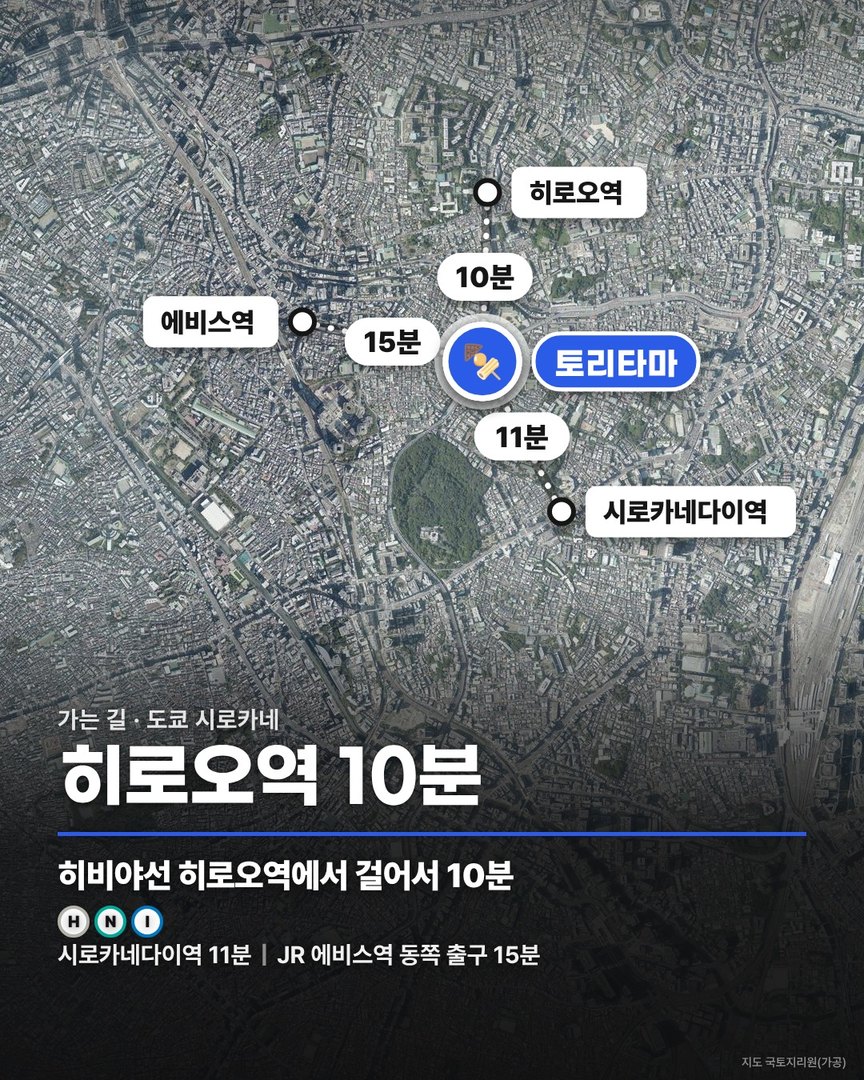 히로오역
10분
에비스역
15분
토리타마
11분
시로카네다이역
가는 길 · 도쿄 시로카네
히로오역 10분
히비야선 히로오역에서 걸어서 10분
H N I
시로카네다이역 11분 | JR 에비스역 동쪽 출구 15분
지도 국토지리원(가공)